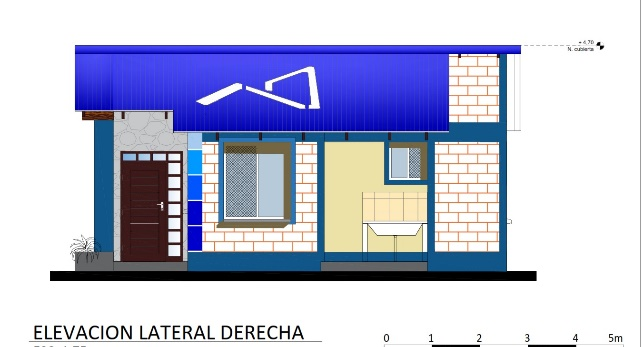 + 4,70
N. cubierta
ELEVACION LATERAL DERECHA
0 1 2 3 4 5m